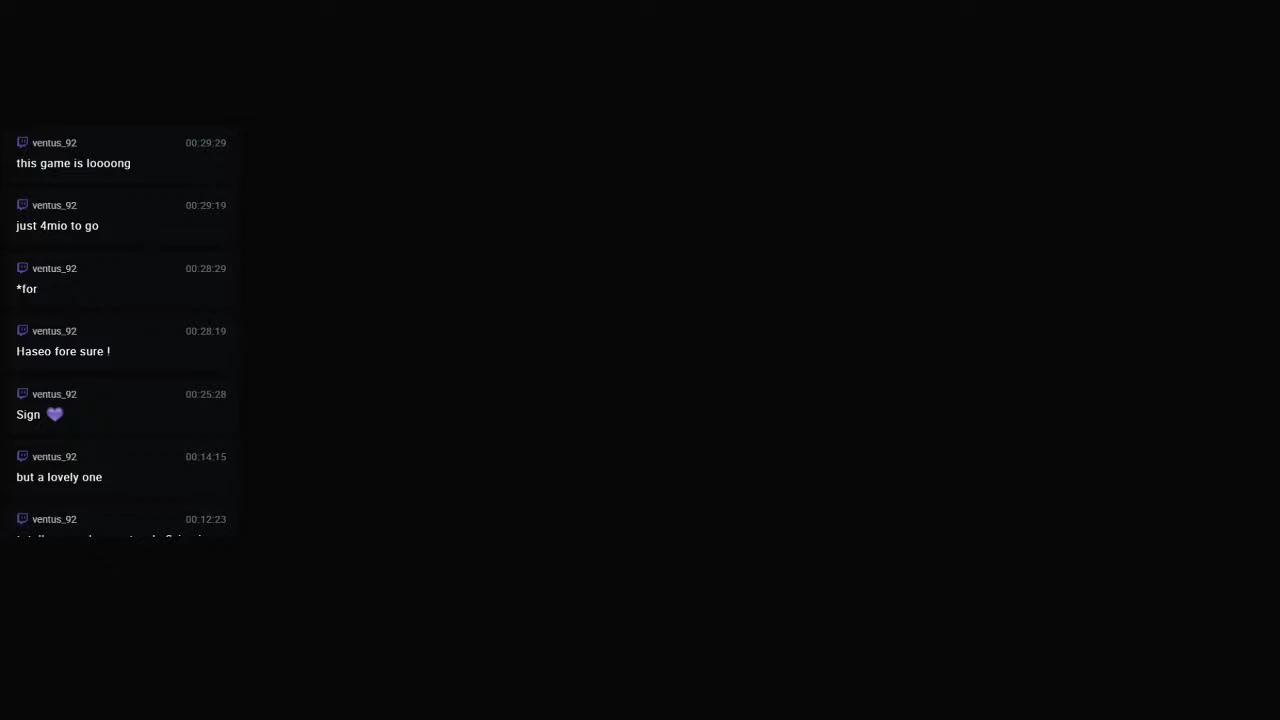 ventus_92 00:29:29
this game is loooong
ventus_92 00:29:19
just 4mio to go
ventus_92 00:28:29
*for
ventus_92 00:28:19
Haseo fore sure !
ventus_92 00:25:28
Sign
ventus_92 00:14:15
but a lovely one
ventus_92 00:12:23